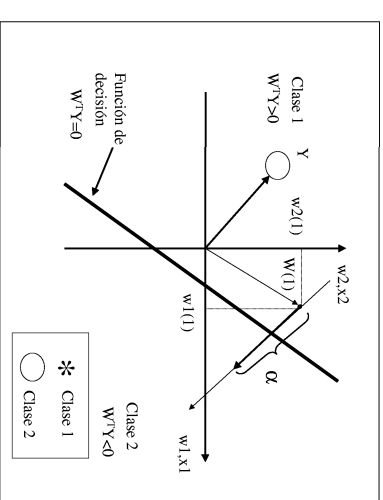 Clase 1
WᵀY>0
Y
Función de
decisión
WᵀY=0
w2,x2
w2(1)
W(1)
w1(1)
α
w1,x1
Clase 2
WᵀY<0
Clase 1
Clase 2